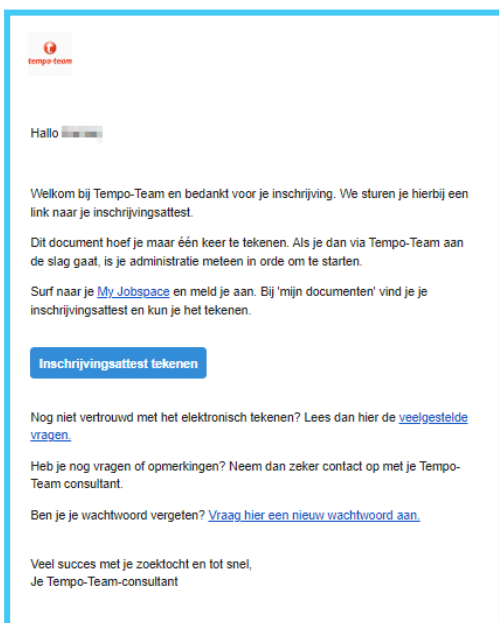 tempo-team
Hallo
Welkom bij Tempo-Team en bedankt voor je inschrijving. We sturen je hierbij een
link naar je inschrijvingsattest.
Dit document hoef je maar één keer te tekenen. Als je dan via Tempo-Team aan
de slag gaat, is je administratie meteen in orde om te starten.
Surf naar je My Jobspace en meld je aan. Bij 'mijn documenten' vind je je
inschrijvingsattest en kun je het tekenen.
Inschrijvingsattest tekenen
Nog niet vertrouwd met het elektronisch tekenen? Lees dan hier de veelgestelde
vragen.
Heb je nog vragen of opmerkingen? Neem dan zeker contact op met je Tempo-
Team consultant.
Ben je je wachtwoord vergeten? Vraag hier een nieuw wachtwoord aan.
Veel succes met je zoektocht en tot snel,
Je Tempo-Team-consultant